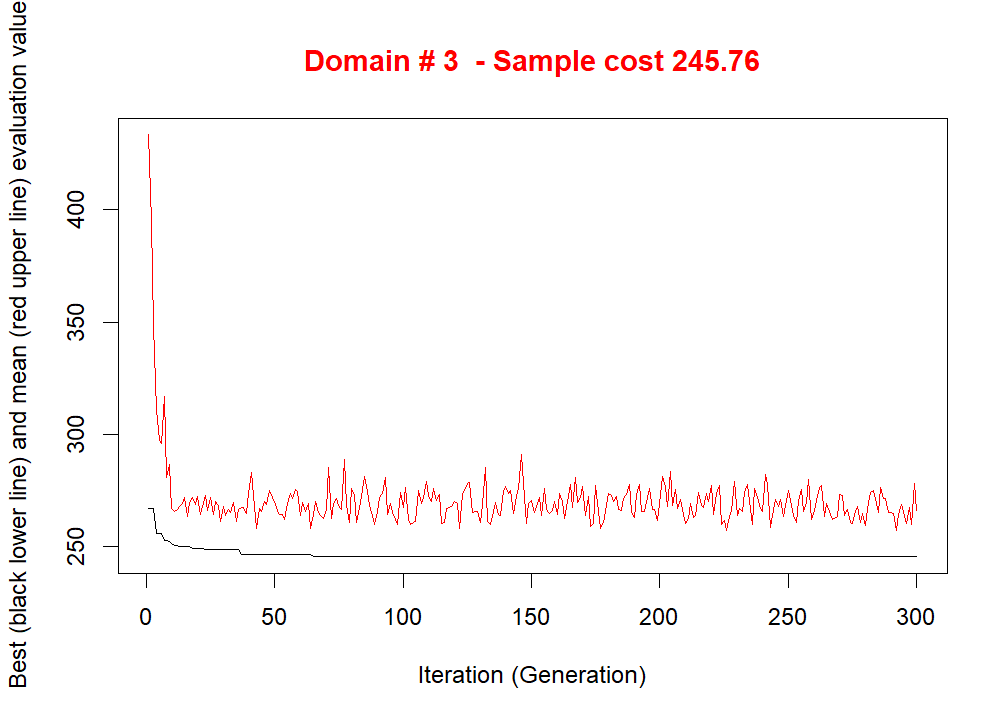 Domain # 3  - Sample cost 245.76
Best (black lower line) and mean (red upper line) evaluation value
400
350
300
250
0 50 100 150 200 250 300
Iteration (Generation)